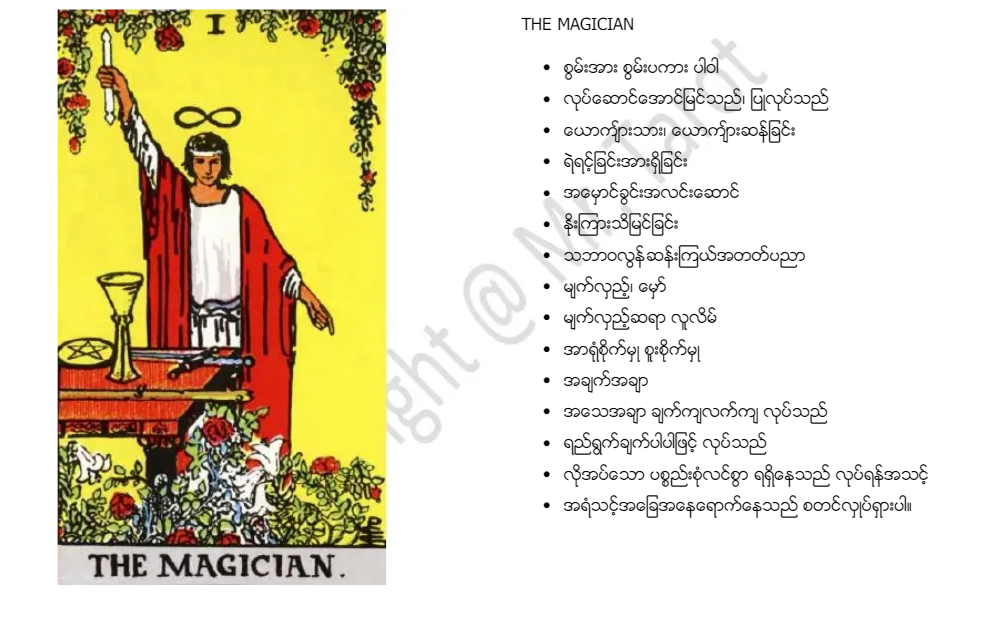 I
THE MAGICIAN.
THE MAGICIAN
စွမ်းအား စွမ်းပကား ပါဝါ
လုပ်ဆောင်အောင်မြင်သည်၊ ပြုလုပ်သည်
ယောကျ်ားသား၊ ယောကျ်ားဆန်ခြင်း
ရဲရင့်ခြင်းအားရှိခြင်း
အမှောင်ခွင်းအလင်းဆောင်
နိုးကြားသိမြင်ခြင်း
သဘာဝလွန်ဆန်းကြယ်အတတ်ပညာ
မျက်လှည့်၊ မှော်
မျက်လှည့်ဆရာ လူလိမ်
အာရုံစိုက်မှု စူးစိုက်မှု
အချက်အချာ
အသေအချာ ချက်ကျလက်ကျ လုပ်သည်
ရည်ရွက်ချက်ပါပါဖြင့် လုပ်သည်
လိုအပ်သော ပစ္စည်းစုံလင်စွာ ရရှိနေသည် လုပ်ရန်အသင့်
အရံသင့်အခြေအနေရောက်နေသည် စတင်လှုပ်ရှားပါ။
ight @ Mr. Tarot